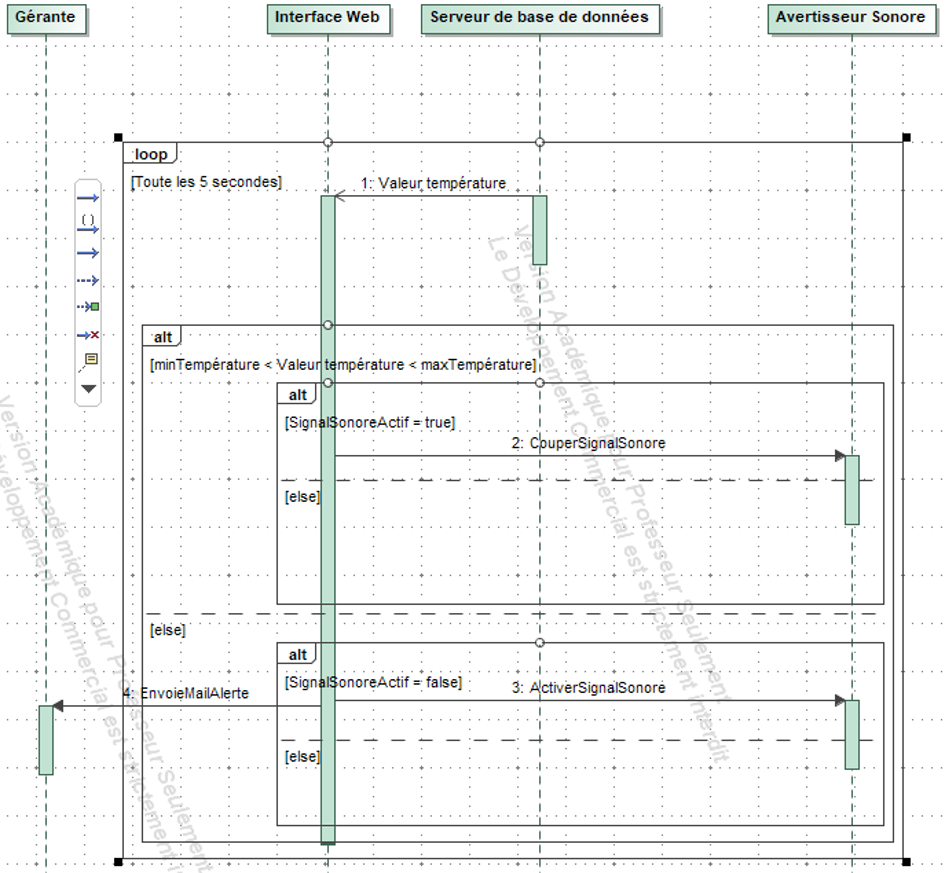 Gérante
Interface Web
Serveur de base de données
Avertisseur Sonore
loop
[Toute les 5 secondes]
1: Valeur température
alt
[minTempérature < Valeur température < maxTempérature]
alt
[SignalSonoreActif = true]
2: CouperSignalSonore
[else]
[else]
alt
[SignalSonoreActif = false]
3: ActiverSignalSonore
4: EnvoieMailAlerte
[else]
Version Académique pour Professeur Seulement
Le Développement Commercial est strictement interdit
Version Académique pour Professeur Seulement
éveloppement Commercial est strictement i